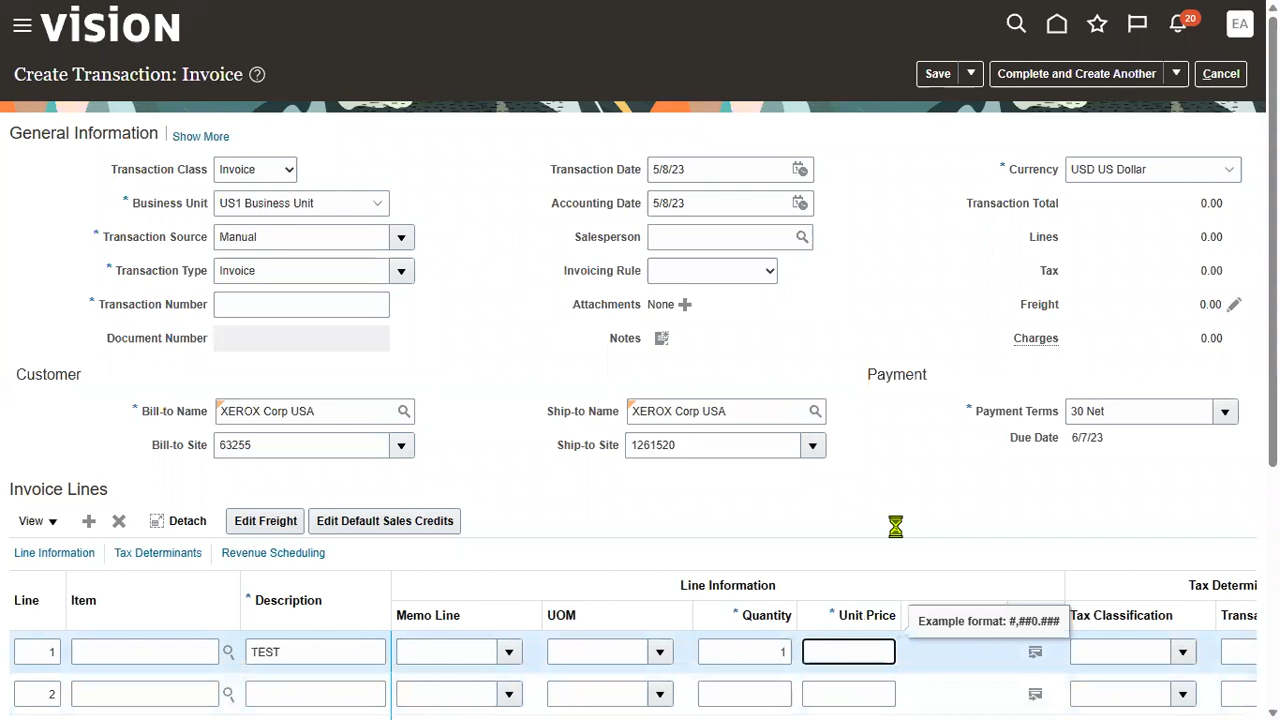 vision
20
EA
Create Transaction: Invoice ?
Save
Complete and Create Another
Cancel
General Information Show More
Transaction Class Invoice
Transaction Date 5/8/23
* Currency USD US Dollar
* Business Unit US1 Business Unit
Accounting Date 5/8/23
Transaction Total 0.00
* Transaction Source Manual
Salesperson
Lines 0.00
* Transaction Type Invoice
Invoicing Rule
Tax 0.00
* Transaction Number
Attachments None
Freight 0.00
Document Number
Notes
Charges 0.00
Customer
Payment
* Bill-to Name XEROX Corp USA
Ship-to Name XEROX Corp USA
* Payment Terms 30 Net
Bill-to Site 63255
Ship-to Site 1261520
Due Date 6/7/23
Invoice Lines
View Detach Edit Freight Edit Default Sales Credits
Line Information Tax Determinants Revenue Scheduling
Line Information Tax Determi
Line Item * Description Memo Line UOM * Quantity * Unit Price Tax Classification Transa
Example format: #,##0.###
1 TEST 1
2